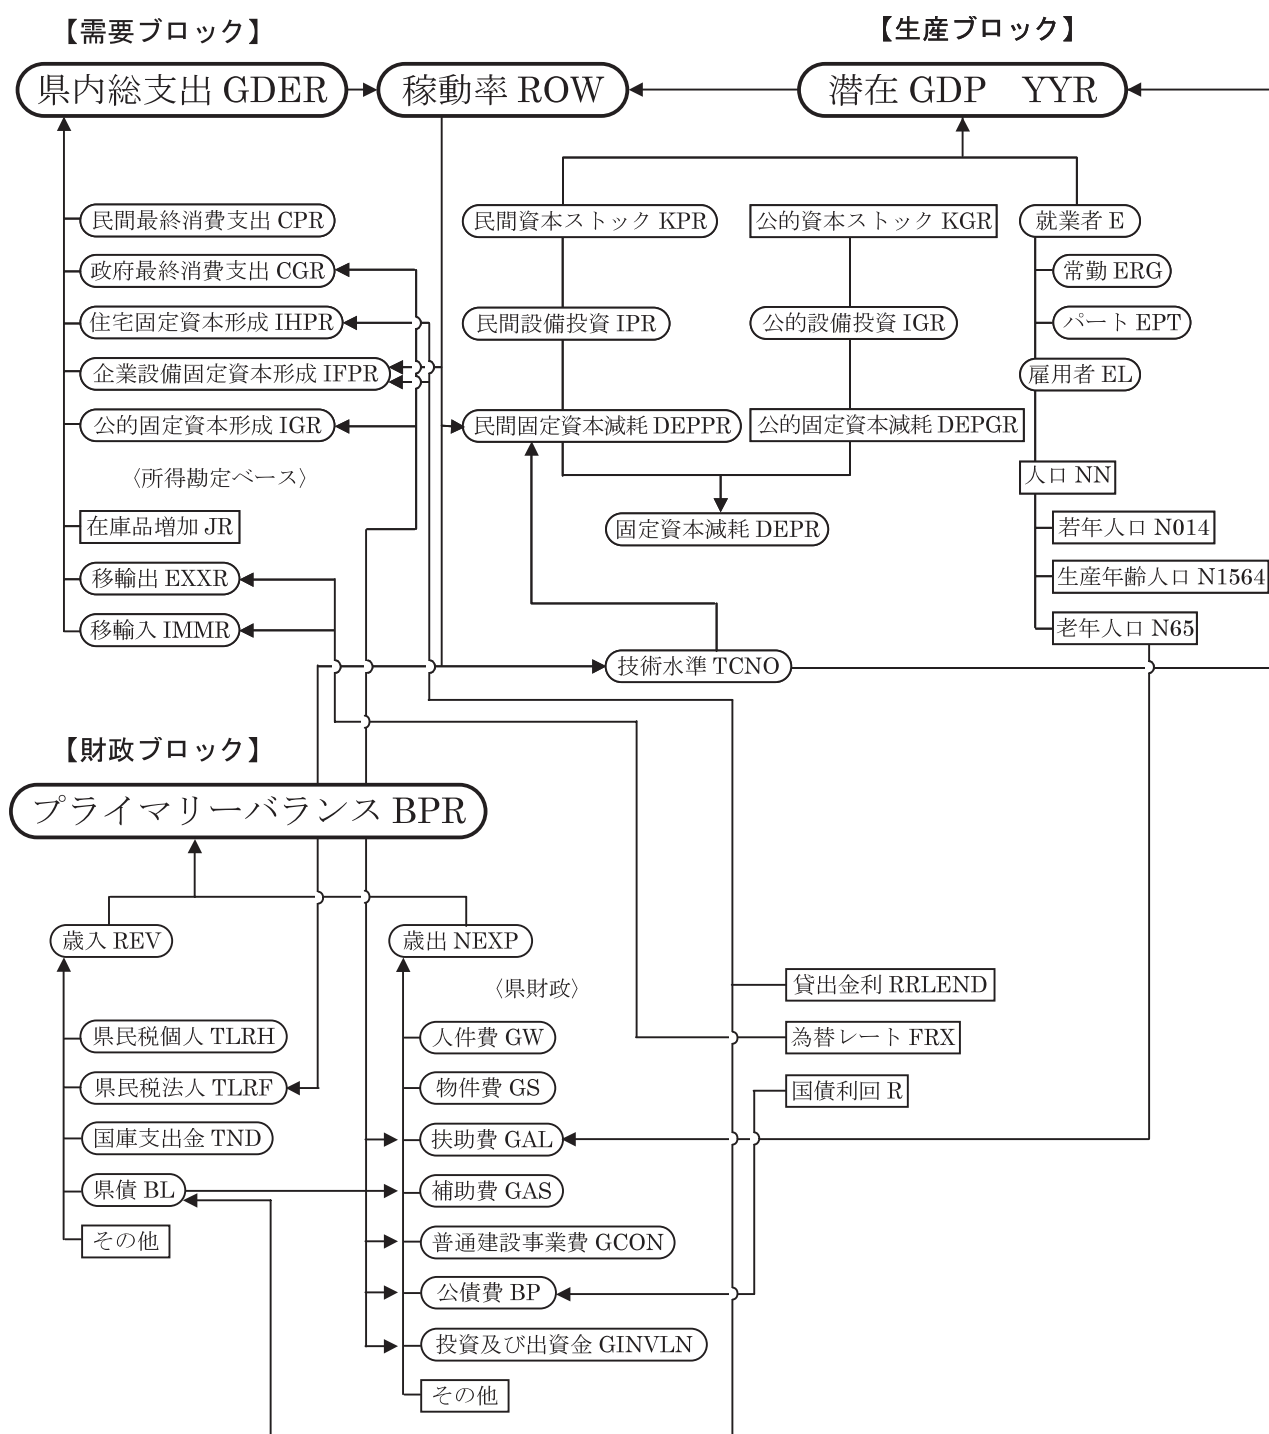 【需要ブロック】
県内総支出 GDER
稼動率 ROW
民間最終消費支出 CPR
政府最終消費支出 CGR
住宅固定資本形成 IHPR
企業設備固定資本形成 IFPR
公的固定資本形成 IGR
〈所得勘定ベース〉
在庫品増加 JR
移輸出 EXXR
移輸入 IMMR
【生産ブロック】
潜在 GDP YYR
民間資本ストック KPR
民間設備投資 IPR
民間固定資本減耗 DEPPR
公的資本ストック KGR
公的設備投資 IGR
公的固定資本減耗 DEPGR
固定資本減耗 DEPR
就業者 E
常勤 ERG
パート EPT
雇用者 EL
人口 NN
若年人口 N014
生産年齢人口 N1564
老年人口 N65
技術水準 TCNO
【財政ブロック】
プライマリーバランス BPR
歳入 REV
県民税個人 TLRH
県民税法人 TLRF
国庫支出金 TND
県債 BL
その他
歳出 NEXP
〈県財政〉
人件費 GW
物件費 GS
扶助費 GAL
補助費 GAS
普通建設事業費 GCON
公債費 BP
投資及び出資金 GINVLN
その他
貸出金利 RRLEND
為替レート FRX
国債利回 R